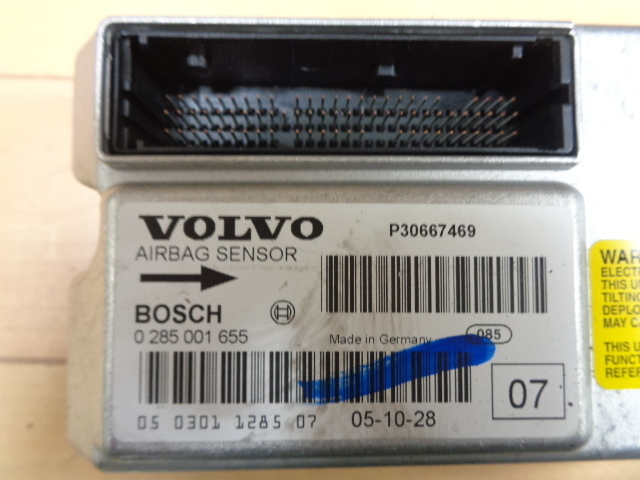 VOLVO P30667469
AIRBAG SENSOR
BOSCH
0 285 001 655 Made in Germany 085
07
05 0301 1285 07 05-10-28
WAR
ELECT
THIS U
TILTIN
DEPLO
MAY CA
THIS U
FUNCT
REFER